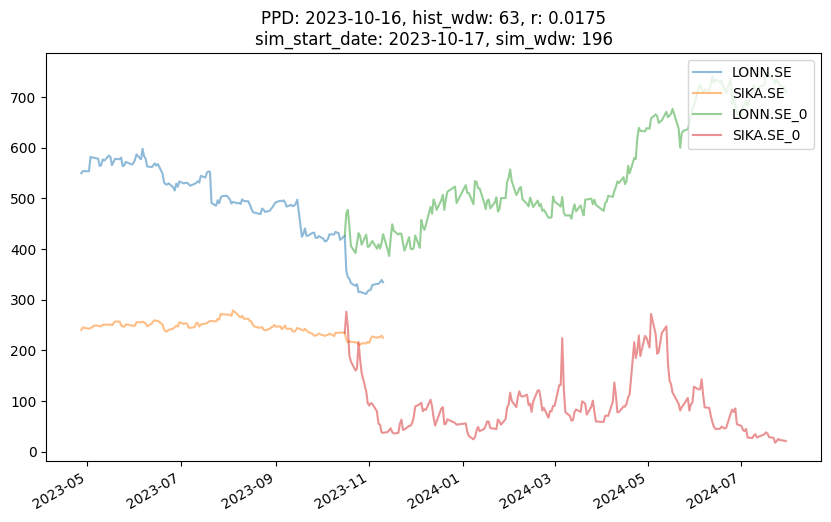 PPD: 2023-10-16, hist_wdw: 63, r: 0.0175
sim_start_date: 2023-10-17, sim_wdw: 196
LONN.SE
SIKA.SE
LONN.SE_0
SIKA.SE_0
700
600
500
400
300
200
100
0
2023-05
2023-07
2023-09
2023-11
2024-01
2024-03
2024-05
2024-07